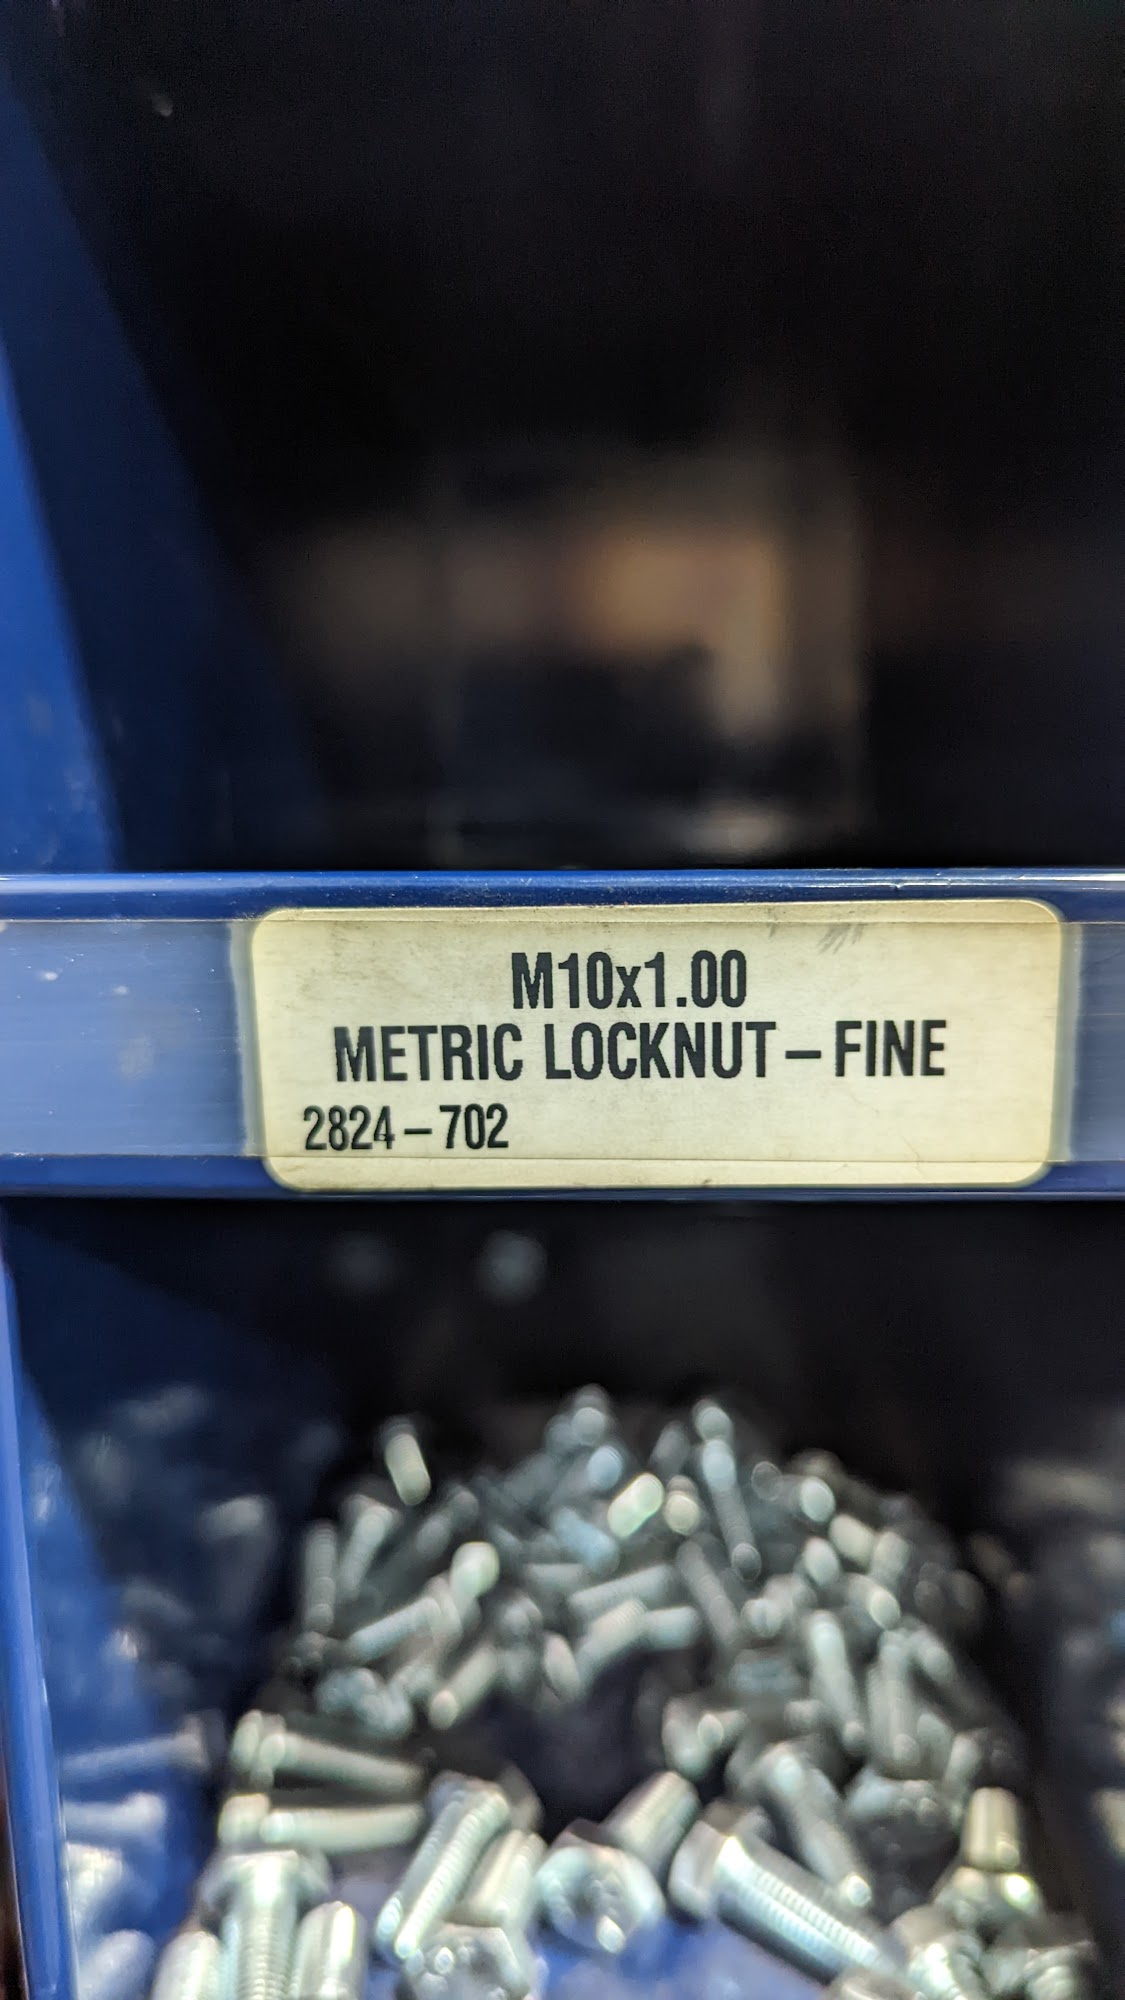 M10x1.00
METRIC LOCKNUT – FINE
2824 – 702